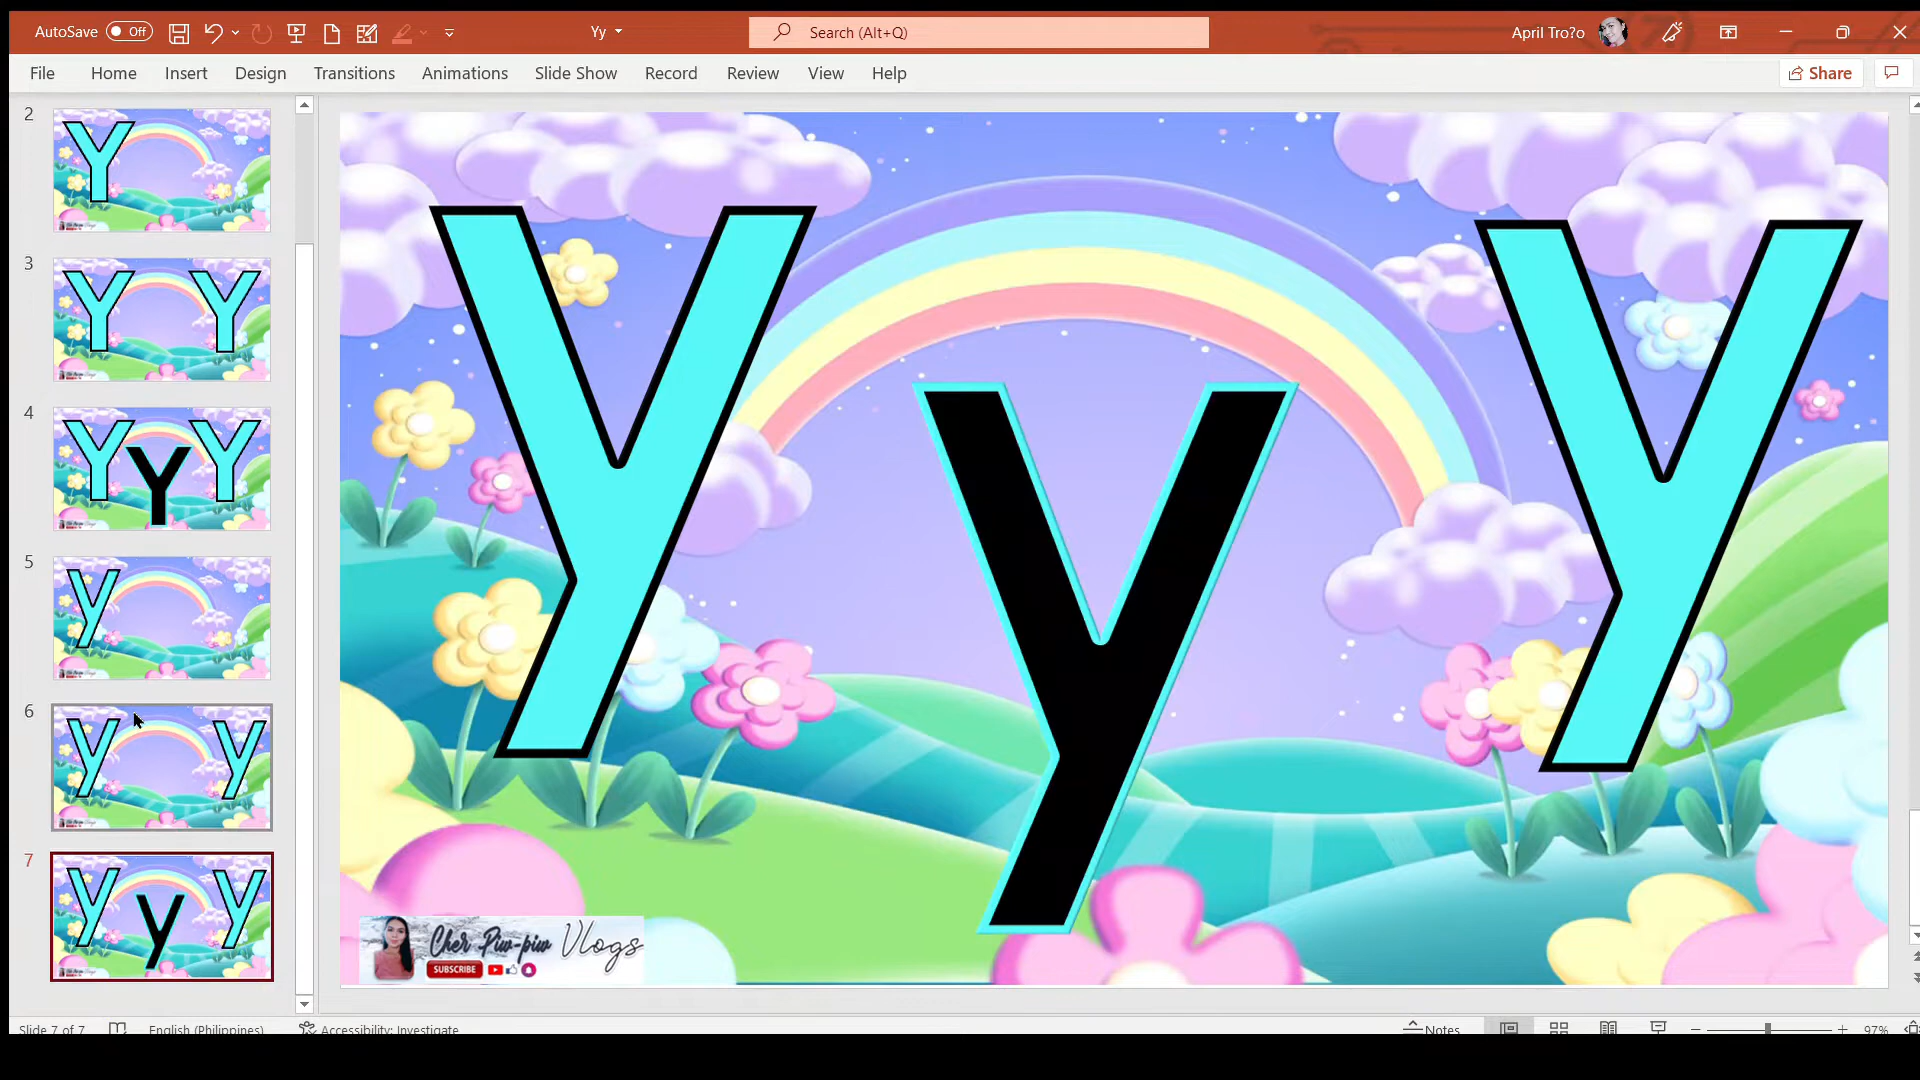 AutoSave Off
Yy
Search (Alt+Q)
April Tro?o
File Home Insert Design Transitions Animations Slide Show Record Review View Help
Share
2
Y
3
Y Y
4
Y Y Y
5
y
6
y y
7
y y y
y y y
Cher Piw-piw Vlogs
SUBSCRIBE
Slide 7 of 7 English (Philippines) Accessibility: Investigate Notes 97%